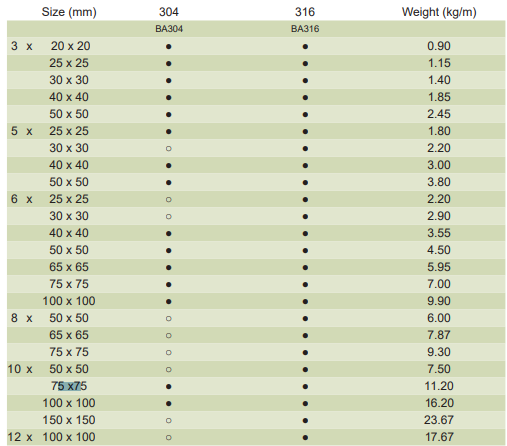 Size (mm) 304 316 Weight (kg/m)
BA304 BA316
3 x 20 x 20 ● ● 0.90
25 x 25 ● ● 1.15
30 x 30 ● ● 1.40
40 x 40 ● ● 1.85
50 x 50 ● ● 2.45
5 x 25 x 25 ● ● 1.80
30 x 30 ○ ● 2.20
40 x 40 ● ● 3.00
50 x 50 ● ● 3.80
6 x 25 x 25 ○ ● 2.20
30 x 30 ○ ● 2.90
40 x 40 ● ● 3.55
50 x 50 ● ● 4.50
65 x 65 ● ● 5.95
75 x 75 ● ● 7.00
100 x 100 ● ● 9.90
8 x 50 x 50 ○ ● 6.00
65 x 65 ○ ● 7.87
75 x 75 ○ ● 9.30
10 x 50 x 50 ○ ● 7.50
75 x75 ● ● 11.20
100 x 100 ● ● 16.20
150 x 150 ○ ● 23.67
12 x 100 x 100 ○ ● 17.67